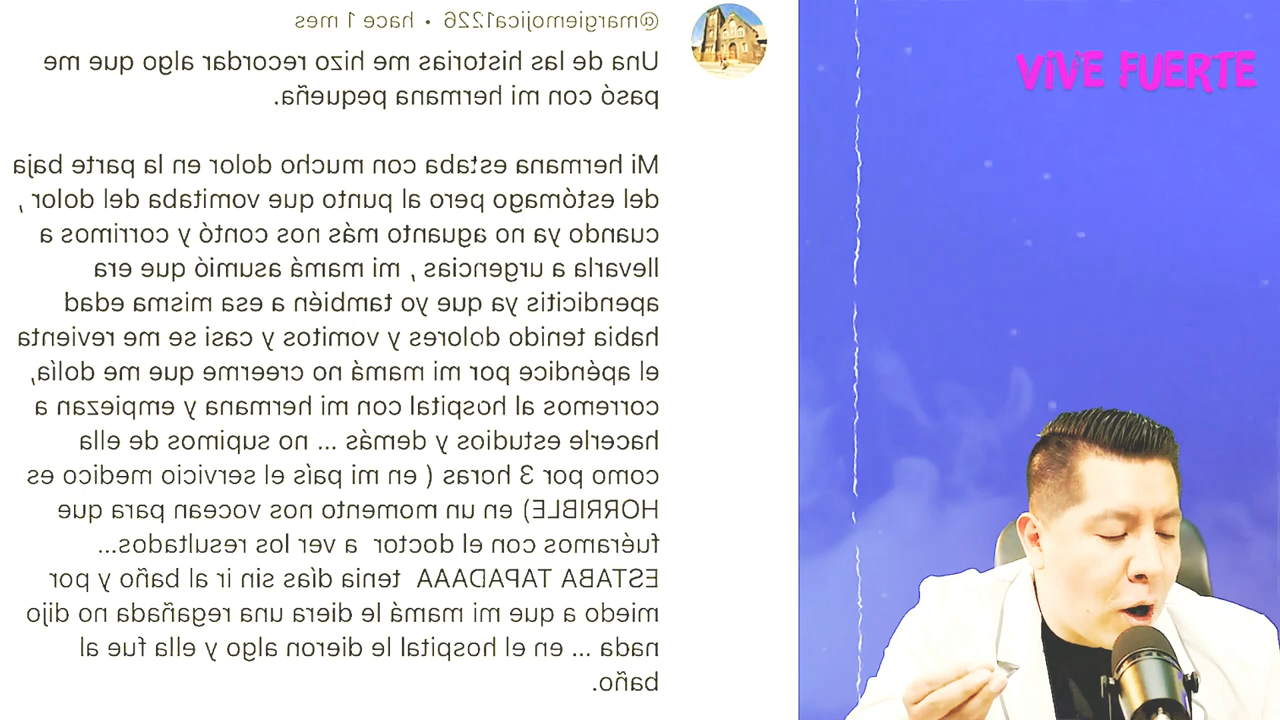 @margiemojica1226 • hace 1 mes
Una de las historias me hizo recordar algo que me
pasó con mi hermana pequeña.
Mi hermana estaba con mucho dolor en la parte baja
del estómago pero al punto que vomitaba del dolor ,
cuando ya no aguanto más nos contó y corrimos a
llevarla a urgencias , mi mamá asumió que era
apendicitis ya que yo también a esa misma edad
habia tenido dolores y vomitos y casi se me revienta
el apéndice por mi mamá no creerme que me dolía,
corremos al hospital con mi hermana y empiezan a
hacerle estudios y demás ... no supimos de ella
como por 3 horas ( en mi país el servicio medico es
HORRIBLE) en un momento nos vocean para que
fuéramos con el doctor a ver los resultados...
ESTABA TAPADAAA tenia días sin ir al baño y por
miedo a que mi mamá le diera una regañada no dijo
nada ... en el hospital le dieron algo y ella fue al
baño.
VIVE FUERTE